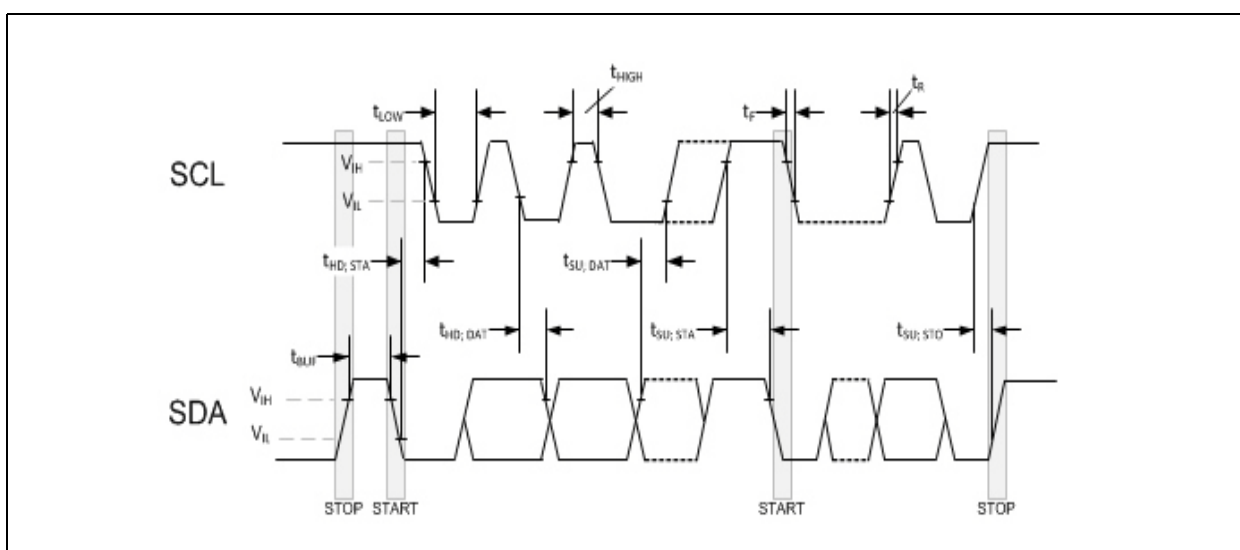 tHIGH
tLOW
tF
tR
SCL
VIH
VIL
tHD; STA
tSU; DAT
tHD; DAT
tSU; STA
tSU; STO
tBUF
SDA
VIH
VIL
STOP START START STOP